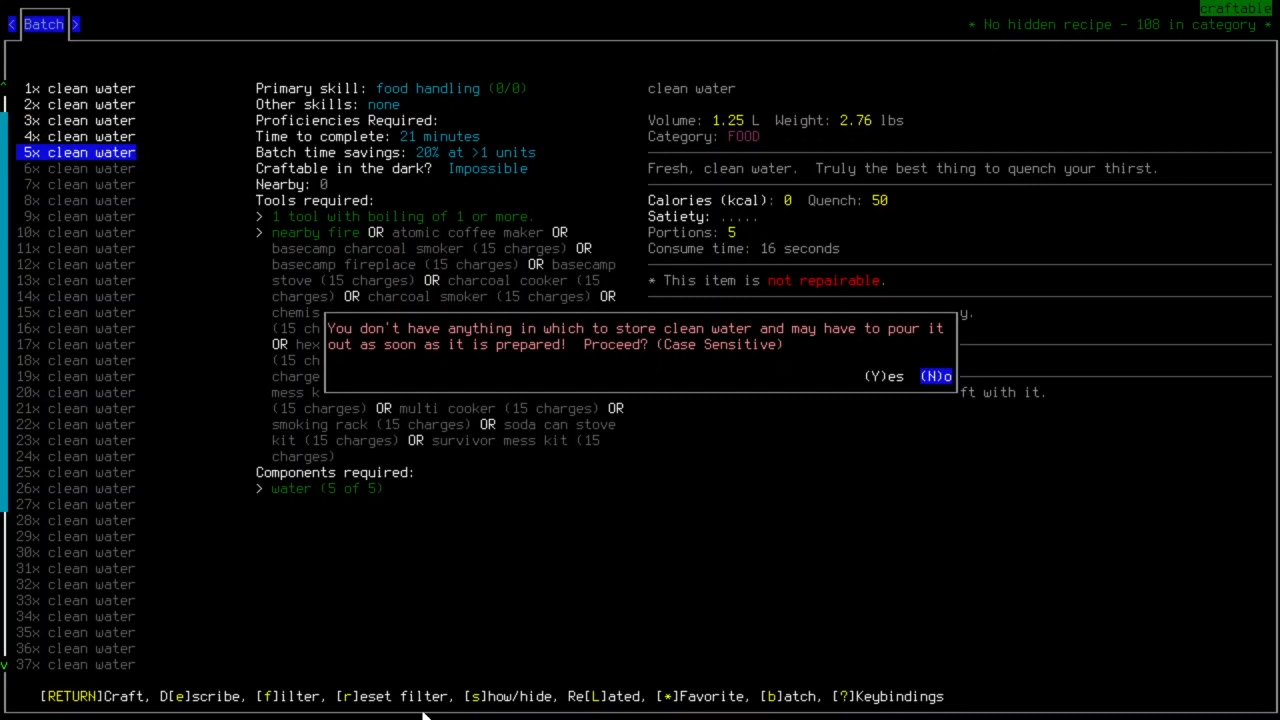 craftable
< Batch >
* No hidden recipe - 108 in category *
1x clean water
2x clean water
3x clean water
4x clean water
5x clean water
6x clean water
7x clean water
8x clean water
9x clean water
10x clean water
11x clean water
12x clean water
13x clean water
14x clean water
15x clean water
16x clean water
17x clean water
18x clean water
19x clean water
20x clean water
21x clean water
22x clean water
23x clean water
24x clean water
25x clean water
26x clean water
27x clean water
28x clean water
29x clean water
30x clean water
31x clean water
32x clean water
33x clean water
34x clean water
35x clean water
36x clean water
37x clean water
Primary skill: food handling (0/0)
Other skills: none
Proficiencies Required:
Time to complete: 21 minutes
Batch time savings: 20% at >1 units
Craftable in the dark? Impossible
Nearby: 0
Tools required:
> 1 tool with boiling of 1 or more.
> nearby fire OR atomic coffee maker OR
basecamp charcoal smoker (15 charges) OR
basecamp fireplace (15 charges) OR basecamp
stove (15 charges) OR charcoal cooker (15
charges) OR charcoal smoker (15 charges) OR
chemis
(15 ch
OR hex
(15 ch
charge
mess k
(15 charges) OR multi cooker (15 charges) OR
smoking rack (15 charges) OR soda can stove
kit (15 charges) OR survivor mess kit (15
charges)
Components required:
> water (5 of 5)
clean water
Volume: 1.25 L Weight: 2.76 lbs
Category: FOOD
Fresh, clean water. Truly the best thing to quench your thirst.
Calories (kcal): 0 Quench: 50
Satiety: .....
Portions: 5
Consume time: 16 seconds
* This item is not repairable.
y.
ft with it.
You don't have anything in which to store clean water and may have to pour it
out as soon as it is prepared! Proceed? (Case Sensitive)
(Y)es (N)o
[RETURN]Craft, D[e]scribe, [f]ilter, [r]eset filter, [s]how/hide, Re[L]ated, [*]Favorite, [b]atch, [?]Keybindings